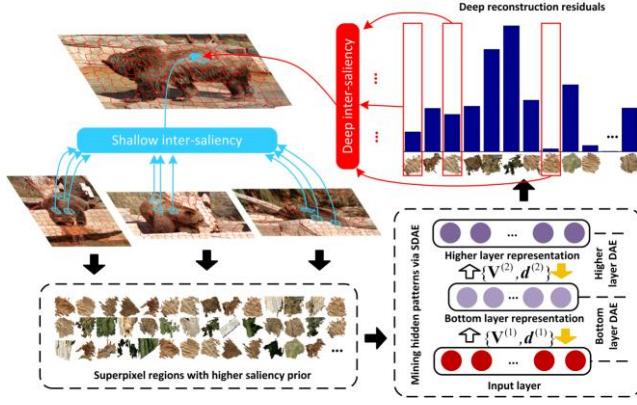 Deep reconstruction residuals
Deep inter-saliency
...
...
...
Shallow inter-saliency
Superpixel regions with higher saliency prior
...
Mining hidden patterns via SDAE
...
Higher layer representation
{V⁽²⁾, d⁽²⁾}
...
Bottom layer representation
{V⁽¹⁾, d⁽¹⁾}
...
Input layer
Higher layer DAE
Bottom layer DAE